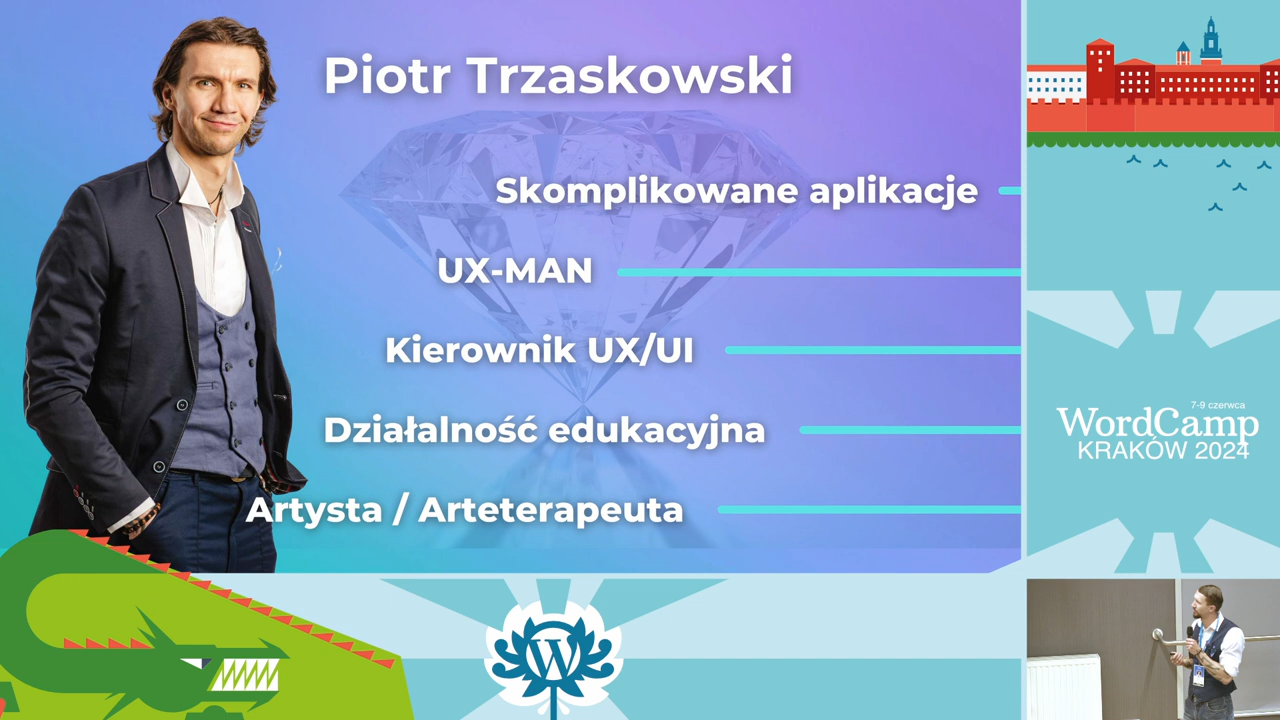 Piotr Trzaskowski
Skomplikowane aplikacje
UX-MAN
Kierownik UX/UI
Działalność edukacyjna
Artysta / Arteterapeuta
7-9 czerwca
WordCamp
KRAKÓW 2024
W